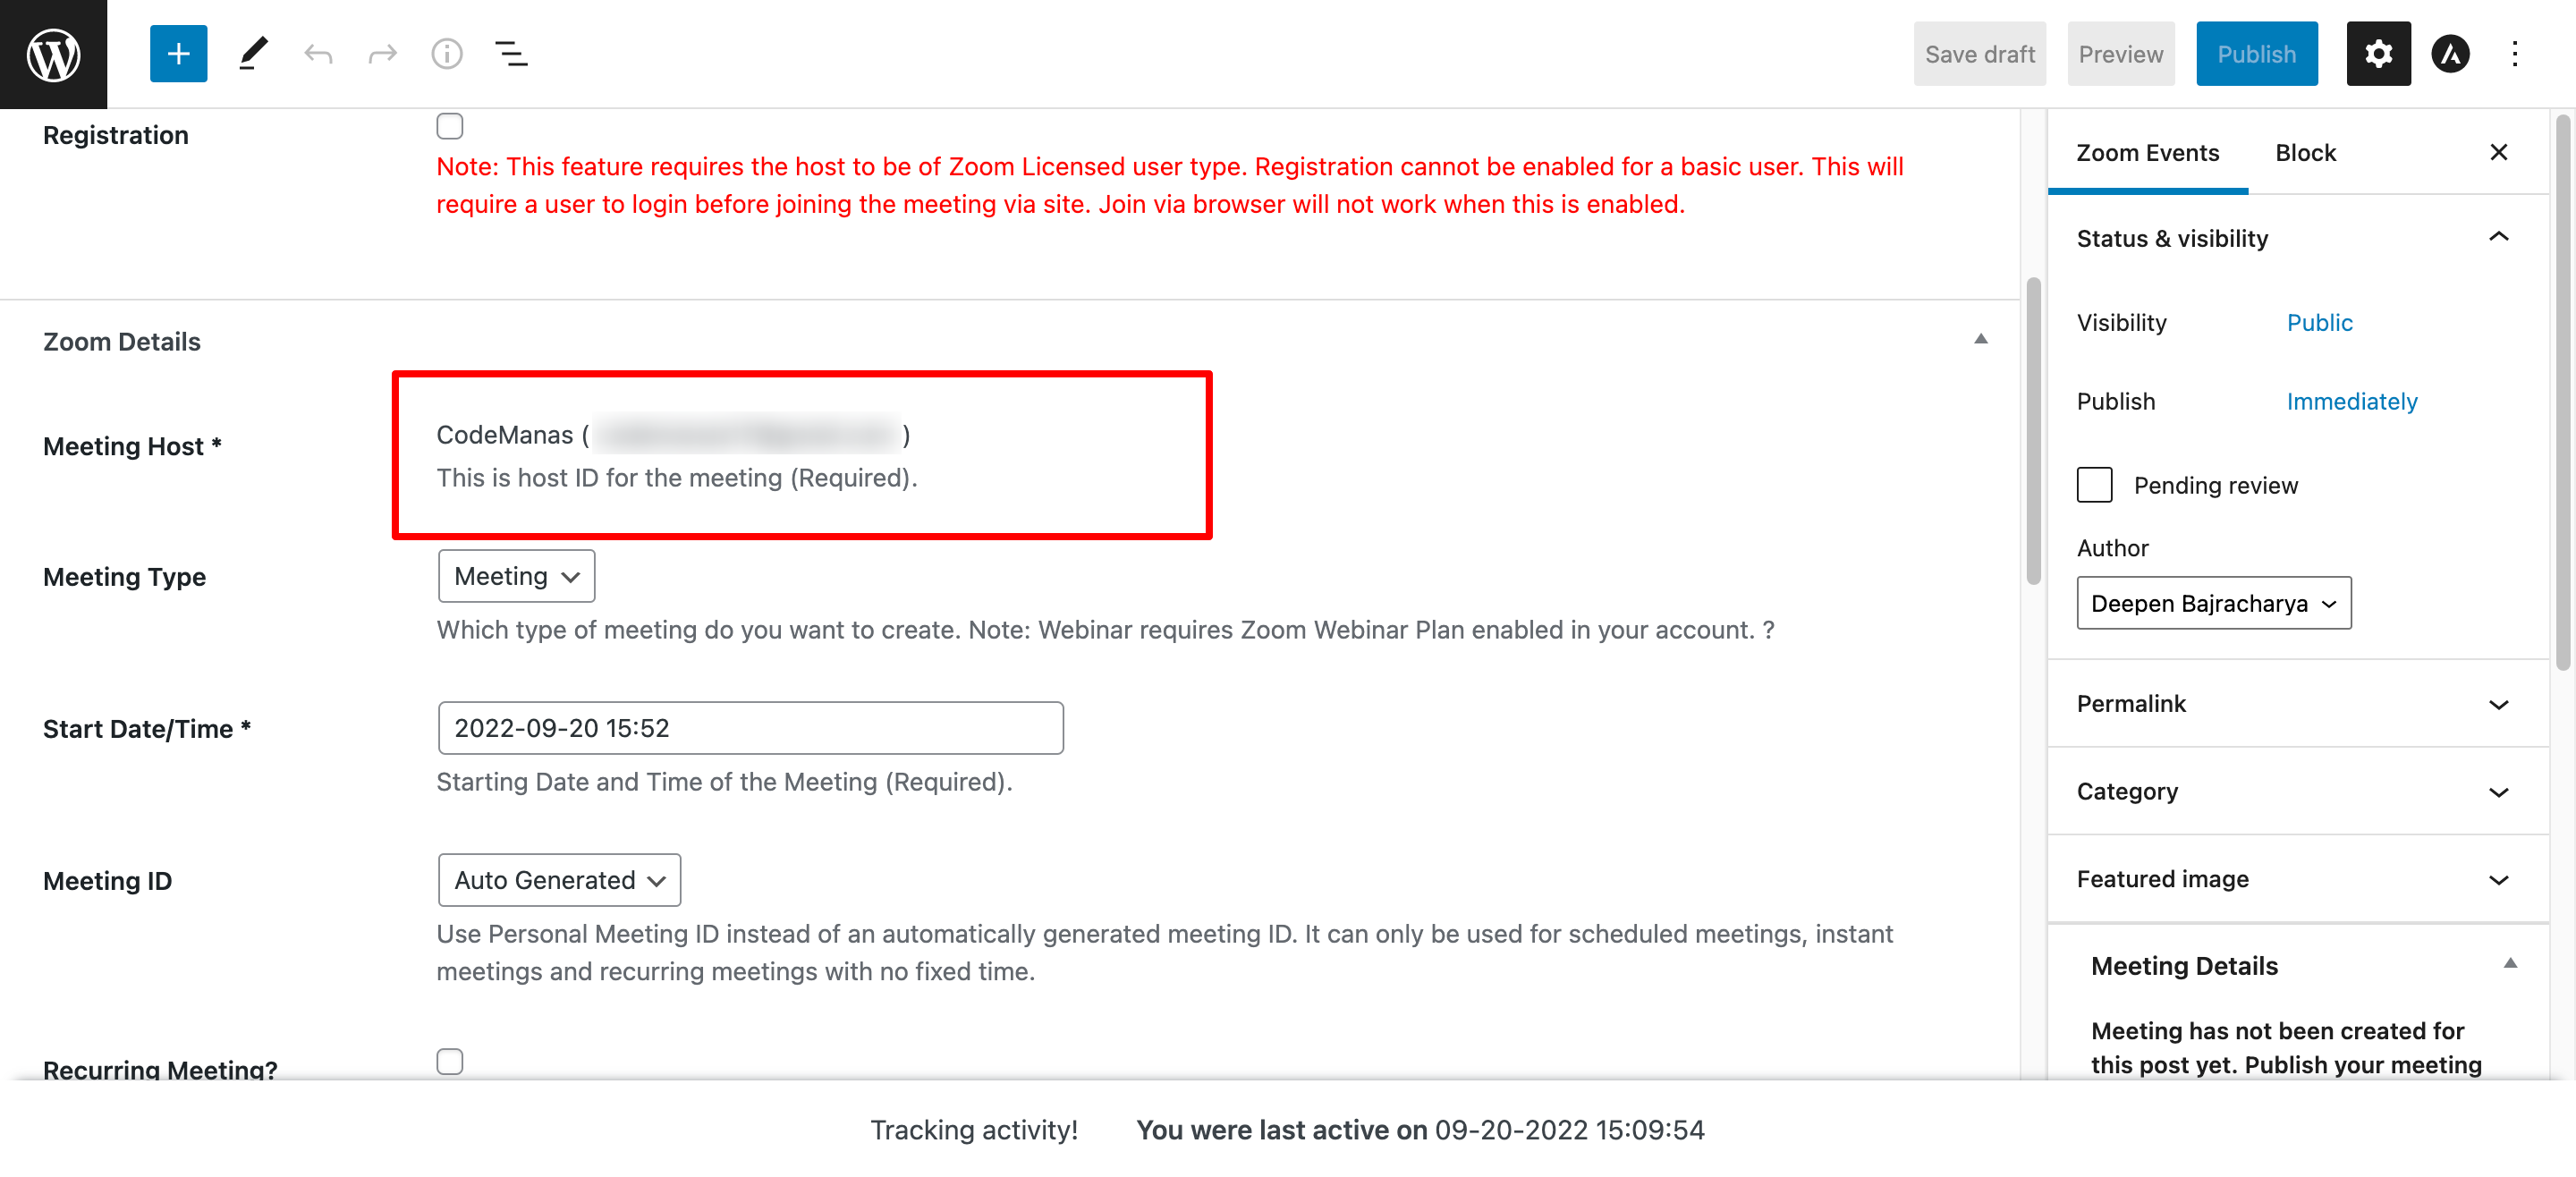 Save draft Preview Publish
Registration
Note: This feature requires the host to be of Zoom Licensed user type. Registration cannot be enabled for a basic user. This will
require a user to login before joining the meeting via site. Join via browser will not work when this is enabled.
Zoom Details
Meeting Host *
CodeManas ( )
This is host ID for the meeting (Required).
Meeting Type
Meeting
Which type of meeting do you want to create. Note: Webinar requires Zoom Webinar Plan enabled in your account. ?
Start Date/Time *
2022-09-20 15:52
Starting Date and Time of the Meeting (Required).
Meeting ID
Auto Generated
Use Personal Meeting ID instead of an automatically generated meeting ID. It can only be used for scheduled meetings, instant
meetings and recurring meetings with no fixed time.
Recurring Meeting?
Zoom Events Block
Status & visibility
Visibility Public
Publish Immediately
Pending review
Author
Deepen Bajracharya
Permalink
Category
Featured image
Meeting Details
Meeting has not been created for
this post yet. Publish your meeting
Tracking activity! You were last active on 09-20-2022 15:09:54